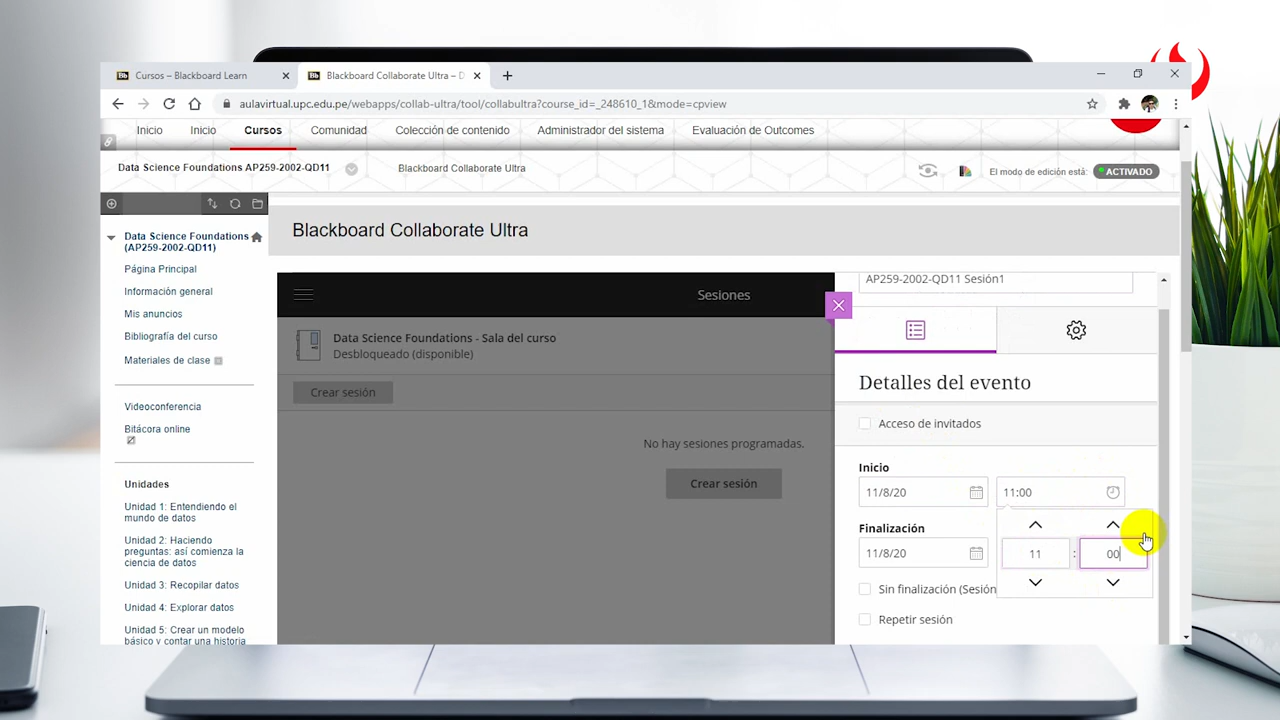 Cursos – Blackboard Learn
Blackboard Collaborate Ultra – D
aulavirtual.upc.edu.pe/webapps/collab-ultra/tool/collabultra?course_id=_248610_1&mode=cpview
Inicio
Inicio
Cursos
Comunidad
Colección de contenido
Administrador del sistema
Evaluación de Outcomes
Data Science Foundations AP259-2002-QD11
Blackboard Collaborate Ultra
El modo de edición está:
ACTIVADO
Data Science Foundations
(AP259-2002-QD11)
Página Principal
Información general
Mis anuncios
Bibliografía del curso
Materiales de clase
Videoconferencia
Bitácora online
Unidades
Unidad 1: Entendiendo el
mundo de datos
Unidad 2: Haciendo
preguntas: así comienza la
ciencia de datos
Unidad 3: Recopilar datos
Unidad 4: Explorar datos
Unidad 5: Crear un modelo
básico y contar una historia
Blackboard Collaborate Ultra
Sesiones
Data Science Foundations - Sala del curso
Desbloqueado (disponible)
Crear sesión
No hay sesiones programadas.
Crear sesión
AP259-2002-QD11 Sesión1
Detalles del evento
Acceso de invitados
Inicio
11/8/20
11:00
Finalización
11/8/20
11 : 00
Sin finalización (Sesión
Repetir sesión